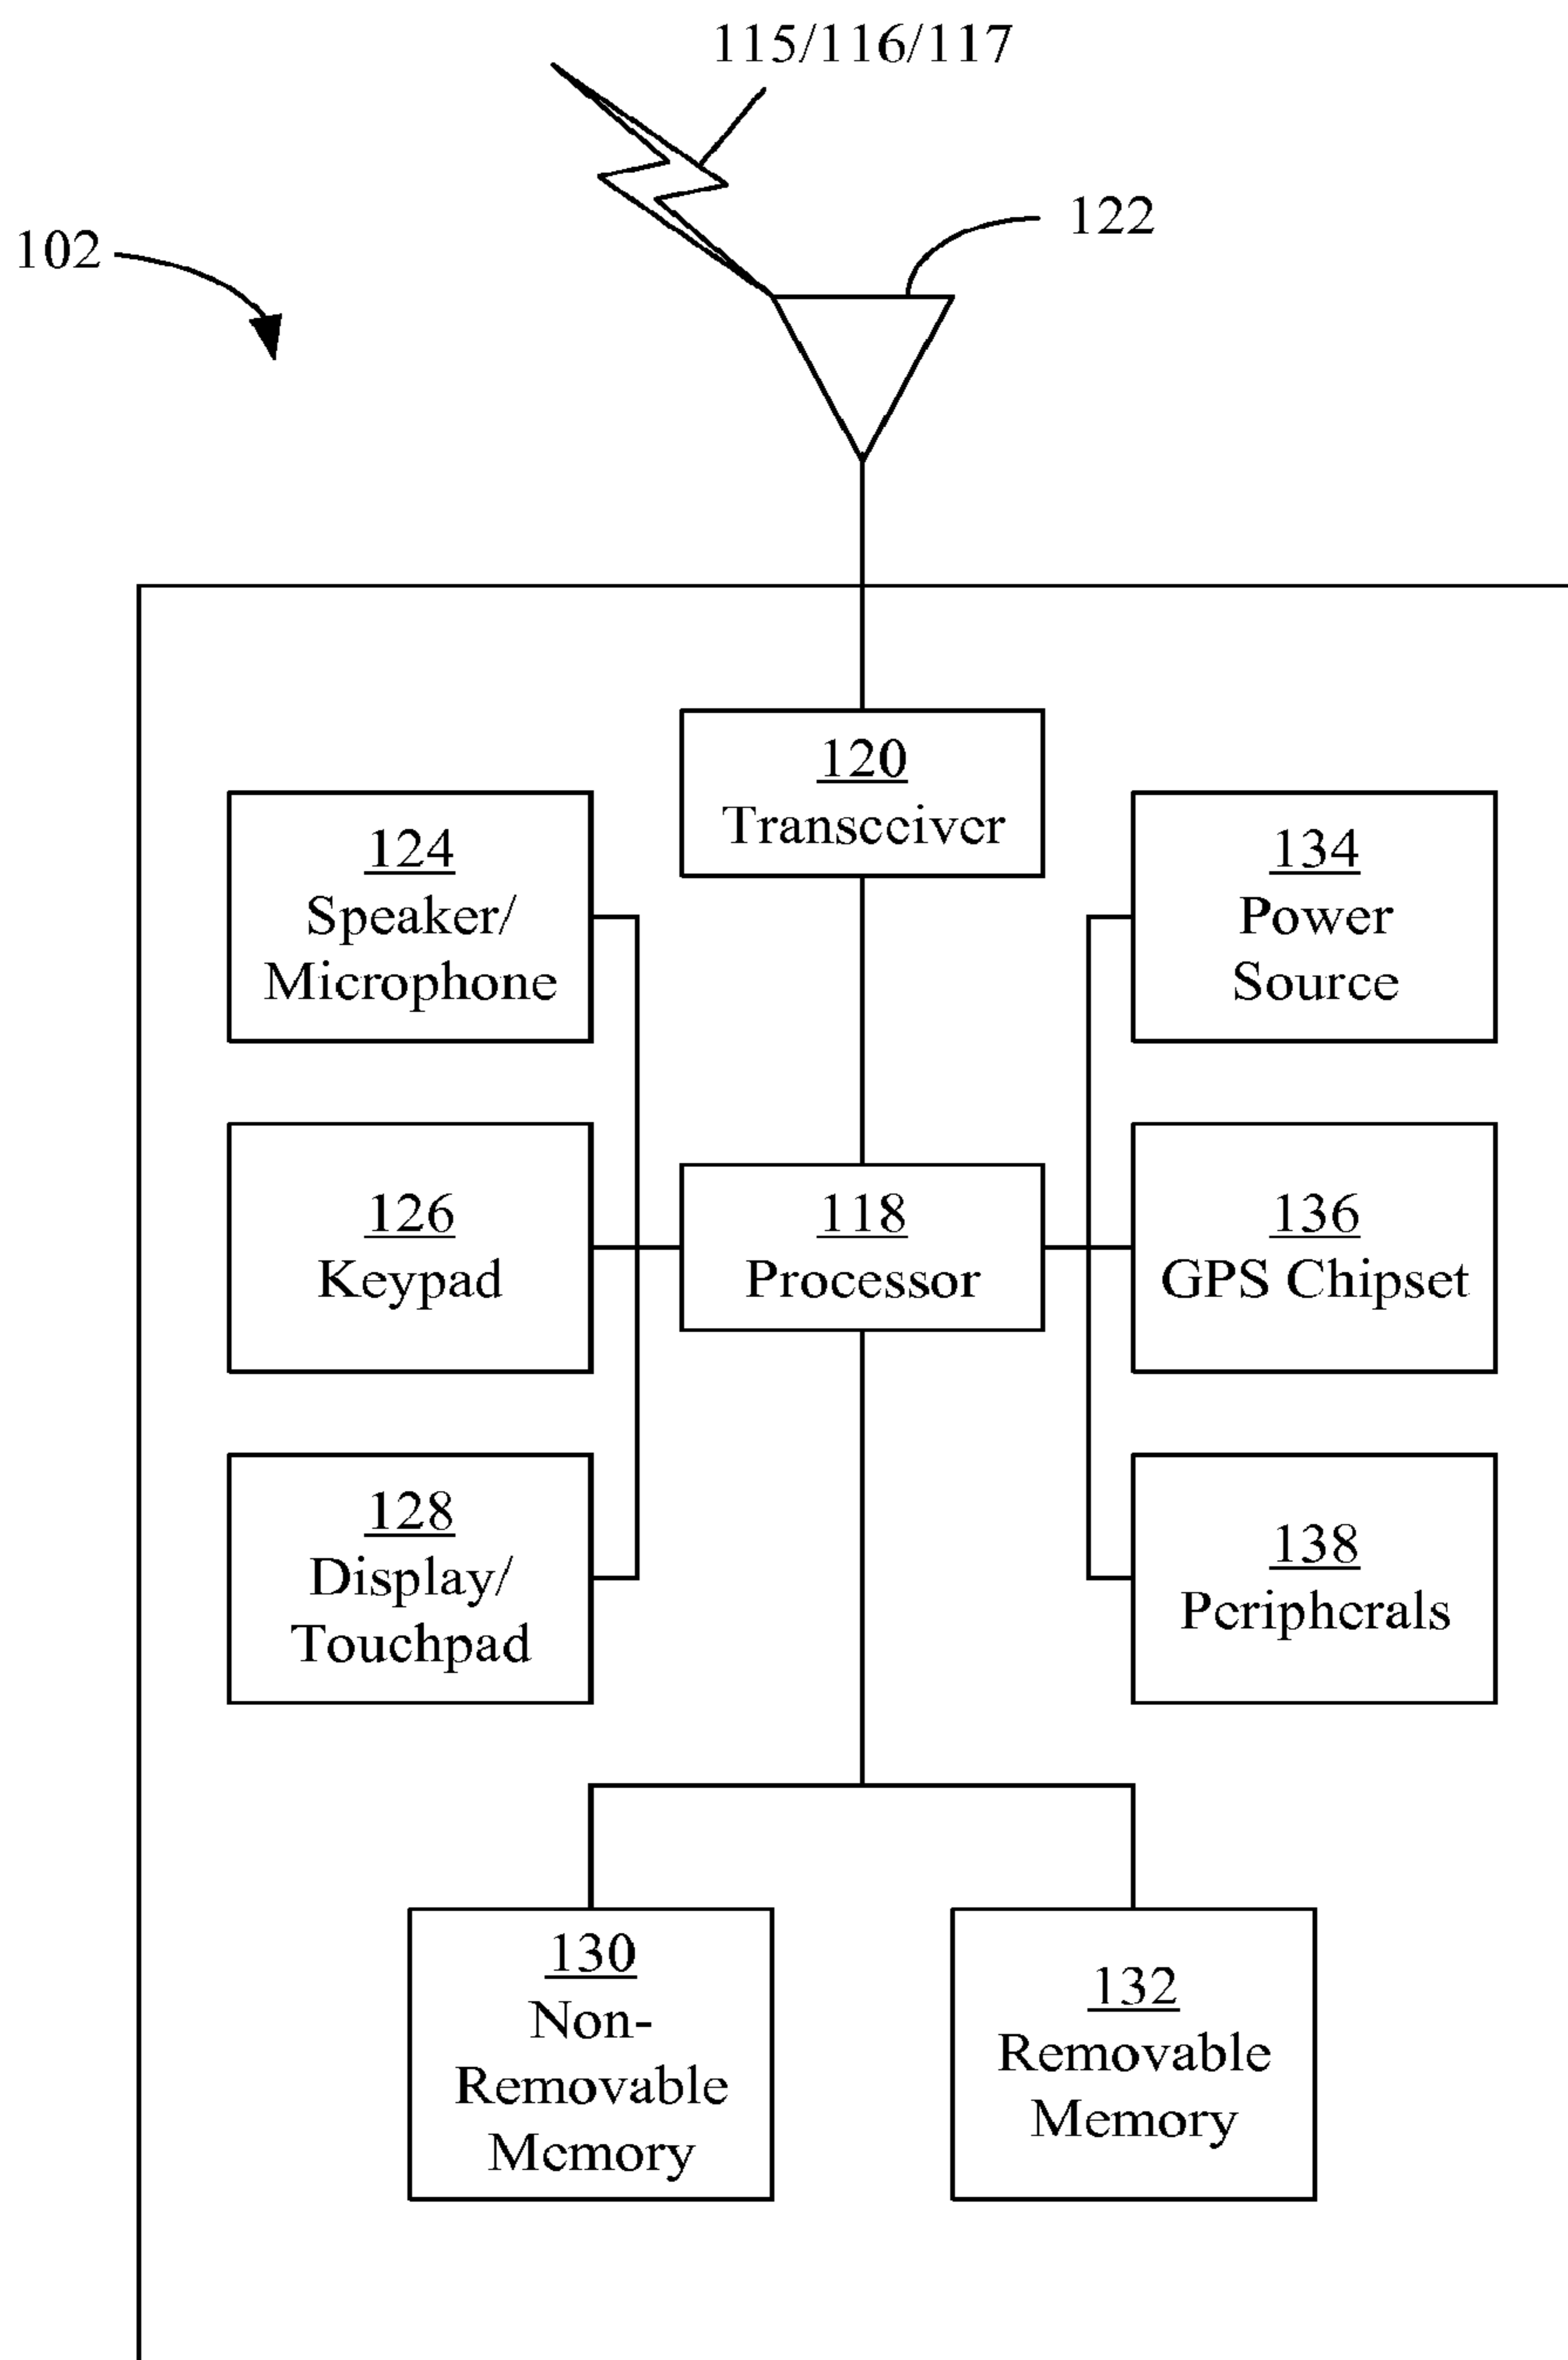 115/116/117
122
102
120
Transceiver
124
Speaker/
Microphone
134
Power
Source
126
Keypad
118
Processor
136
GPS Chipset
128
Display/
Touchpad
138
Peripherals
130
Non-
Removable
Memory
132
Removable
Memory